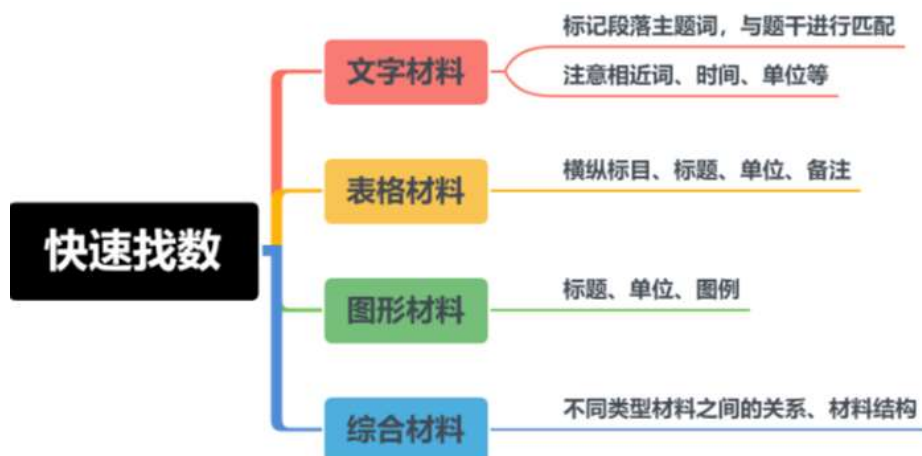 快速找数
文字材料
标记段落主题词，与题干进行匹配
注意相近词、时间、单位等
表格材料
横纵标目、标题、单位、备注
图形材料
标题、单位、图例
综合材料
不同类型材料之间的关系、材料结构